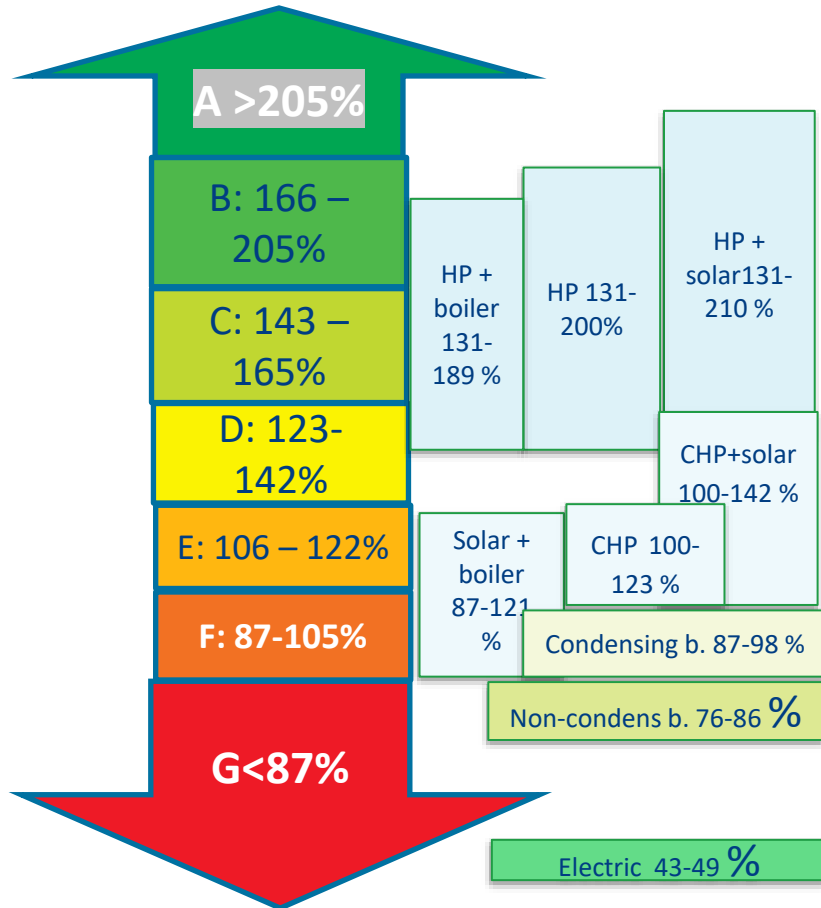 A >205%
B: 166 –
205%
C: 143 –
165%
D: 123-
142%
E: 106 – 122%
F: 87-105%
G<87%
HP +
boiler
131-
189 %
HP 131-
200%
HP +
solar131-
210 %
CHP+solar
100-142 %
Solar +
boiler
87-121
%
CHP 100-
123 %
Condensing b. 87-98 %
Non-condens b. 76-86 %
Electric 43-49 %